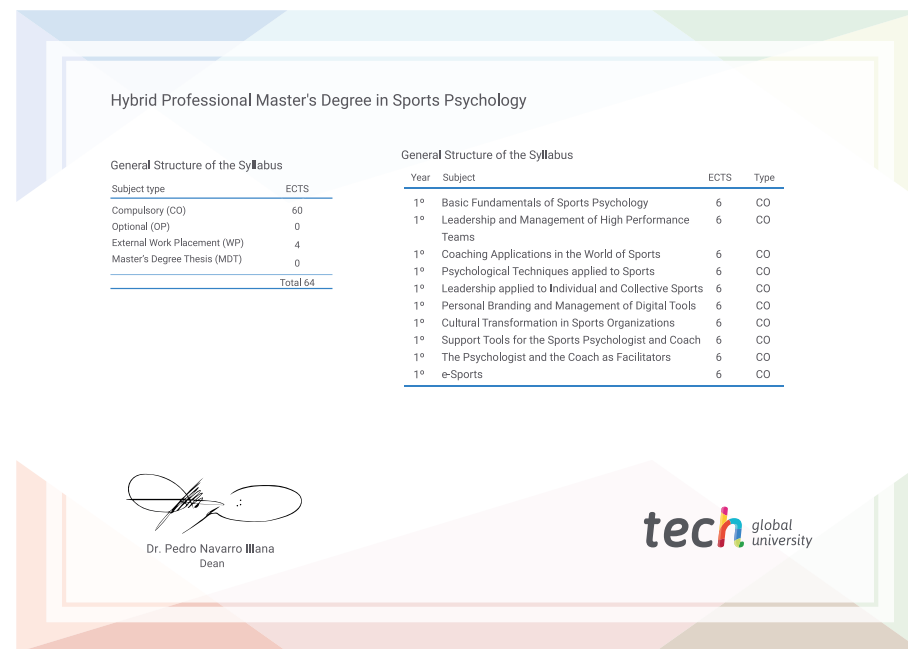 Hybrid Professional Master's Degree in Sports Psychology
General Structure of the Syllabus
Subject type ECTS
Compulsory (CO) 60
Optional (OP) 0
External Work Placement (WP) 4
Master's Degree Thesis (MDT) 0
Total 64
General Structure of the Syllabus
Year Subject ECTS Type
1º Basic Fundamentals of Sports Psychology 6 CO
1º Leadership and Management of High Performance 6 CO
Teams
1º Coaching Applications in the World of Sports 6 CO
1º Psychological Techniques applied to Sports 6 CO
1º Leadership applied to Individual and Collective Sports 6 CO
1º Personal Branding and Management of Digital Tools 6 CO
1º Cultural Transformation in Sports Organizations 6 CO
1º Support Tools for the Sports Psychologist and Coach 6 CO
1º The Psychologist and the Coach as Facilitators 6 CO
1º e-Sports 6 CO
Dr. Pedro Navarro Illana
Dean
tech global
university